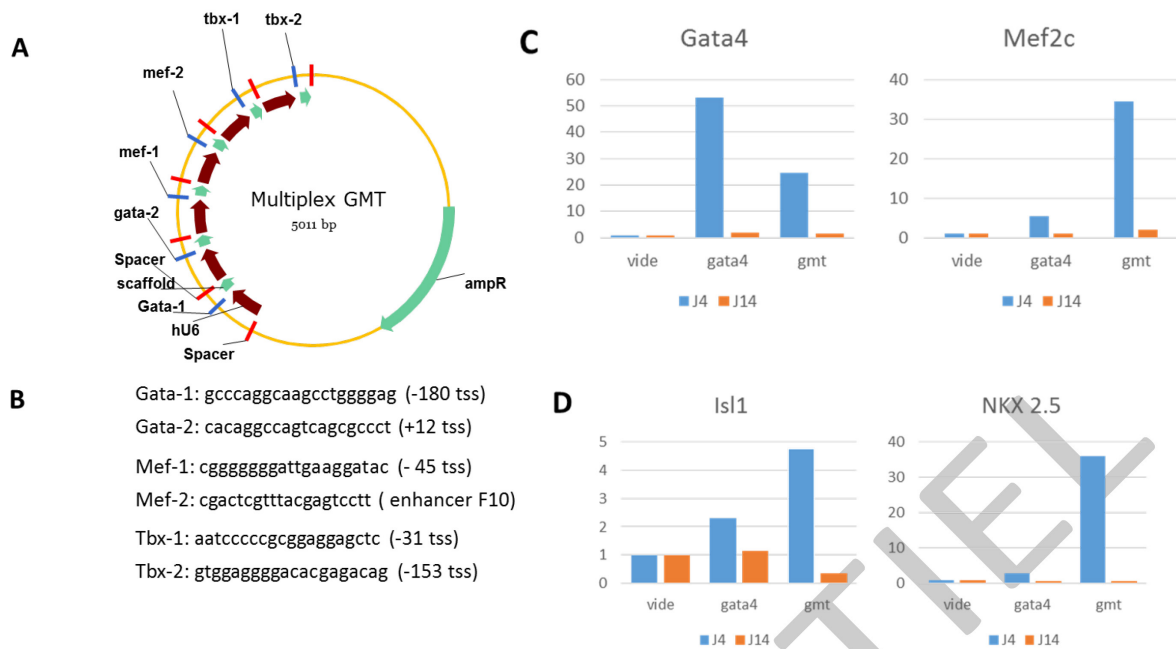 A
tbx-1
tbx-2
mef-2
mef-1
gata-2
Spacer
scaffold
Gata-1
hU6
Spacer
Multiplex GMT
5011 bp
ampR
B
Gata-1: gcccaggcaagcctggggag (-180 tss)
Gata-2: cacaggccagtcagcgccct (+12 tss)
Mef-1: cgggggggattgaaggatac (- 45 tss)
Mef-2: cgactcgtttacgagtcctt ( enhancer F10)
Tbx-1: aatcccccgcggaggagctc (-31 tss)
Tbx-2: gtggaggggacacgagacag (-153 tss)
C
Gata4
60
50
40
30
20
10
0
vide gata4 gmt
J4 J14
Mef2c
40
30
20
10
0
vide gata4 gmt
J4 J14
D
Isl1
5
4
3
2
1
0
vide gata4 gmt
J4 J14
NKX 2.5
40
30
20
10
0
vide gata4 gmt
J4 J14